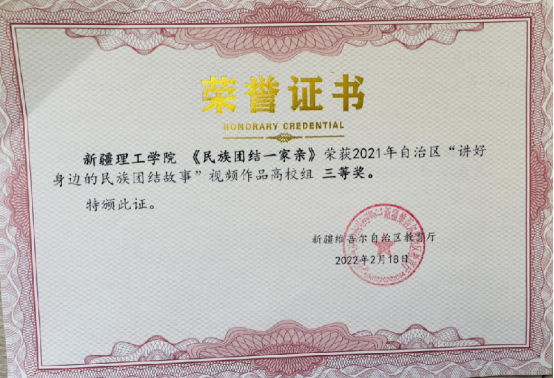 荣誉证书
HONORARY CREDENTIAL
新疆理工学院 《民族团结一家亲》荣获2021年自治区“讲好
身边的民族团结故事”视频作品高校组 三等奖。
特颁此证。
新疆维吾尔自治区教育厅
2022年2月18日